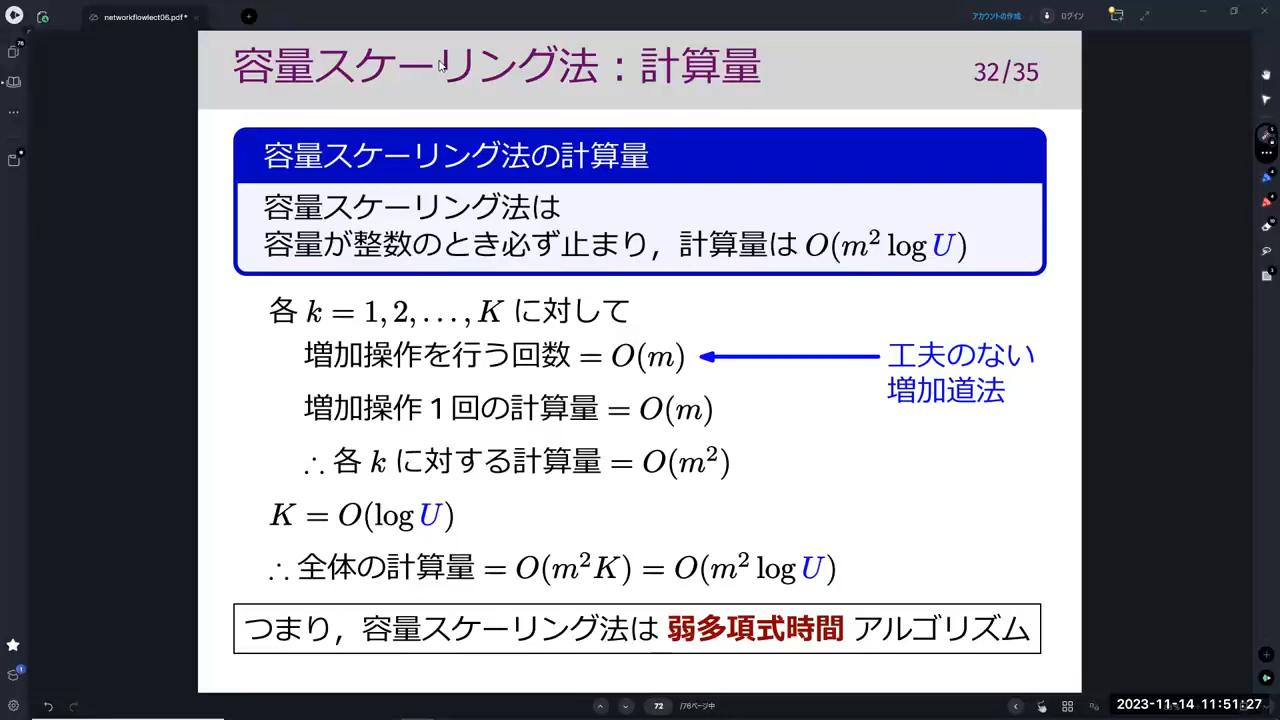 networkflowlect06.pdf*
アカウントの作成
ログイン
容量スケーリング法：計算量
32/35
容量スケーリング法の計算量
容量スケーリング法は
容量が整数のとき必ず止まり，計算量は O(m² log U)
各 k = 1, 2, . . . , K に対して
増加操作を行う回数 = O(m)
工夫のない
増加道法
増加操作 1 回の計算量 = O(m)
∴ 各 k に対する計算量 = O(m²)
K = O(log U)
∴ 全体の計算量 = O(m²K) = O(m² log U)
つまり，容量スケーリング法は 弱多項式時間 アルゴリズム
72
/76ページ中
2023-11-14 11:51:27